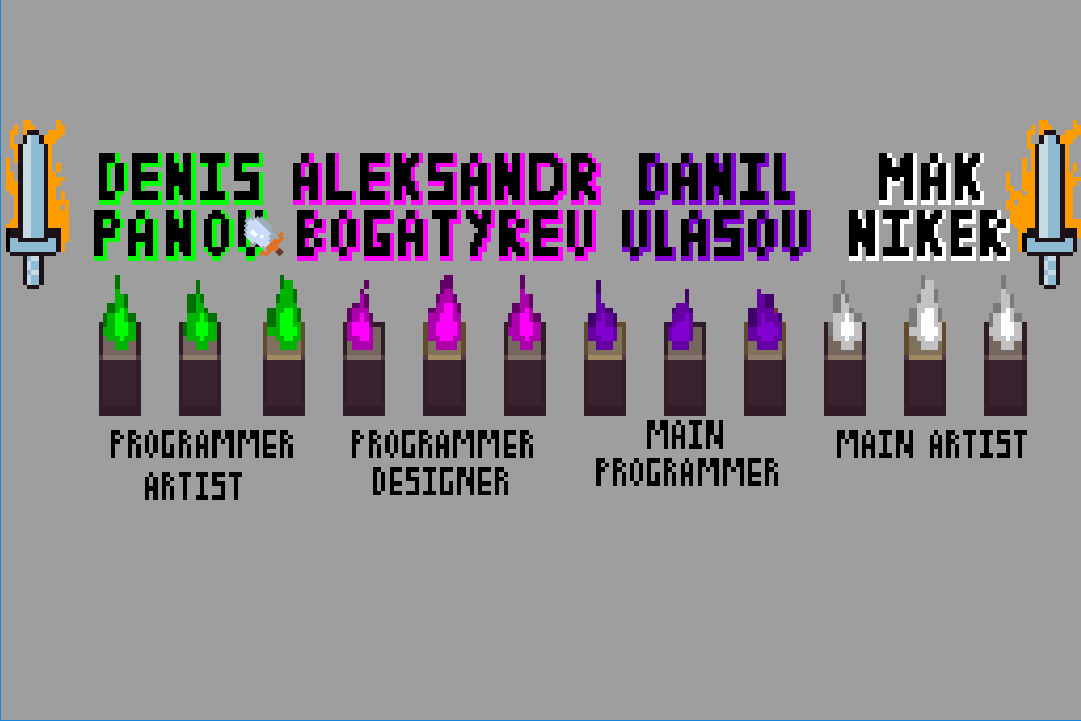 DENIS
PANOV
ALEKSANDR
BOGATYREV
DANIL
VLASOV
MAK
NIKER
PROGRAMMER
ARTIST
PROGRAMMER
DESIGNER
MAIN
PROGRAMMER
MAIN ARTIST